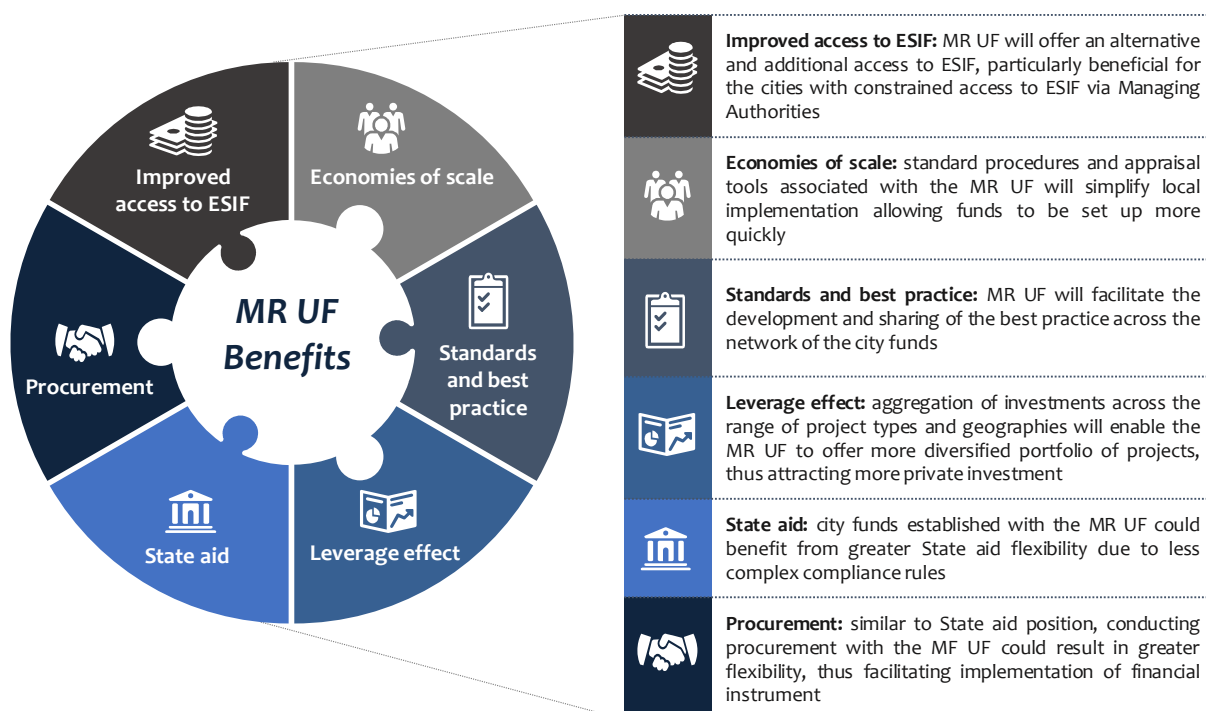 Improved
access to ESIF
Economies of scale
Standards
and best
practice
Leverage effect
State aid
Procurement
MR UF
Benefits
Improved access to ESIF: MR UF will offer an alternative
and additional access to ESIF, particularly beneficial for
the cities with constrained access to ESIF via Managing
Authorities
Economies of scale: standard procedures and appraisal
tools associated with the MR UF will simplify local
implementation allowing funds to be set up more
quickly
Standards and best practice: MR UF will facilitate the
development and sharing of the best practice across the
network of the city funds
Leverage effect: aggregation of investments across the
range of project types and geographies will enable the
MR UF to offer more diversified portfolio of projects,
thus attracting more private investment
State aid: city funds established with the MR UF could
benefit from greater State aid flexibility due to less
complex compliance rules
Procurement: similar to State aid position, conducting
procurement with the MF UF could result in greater
flexibility, thus facilitating implementation of financial
instrument